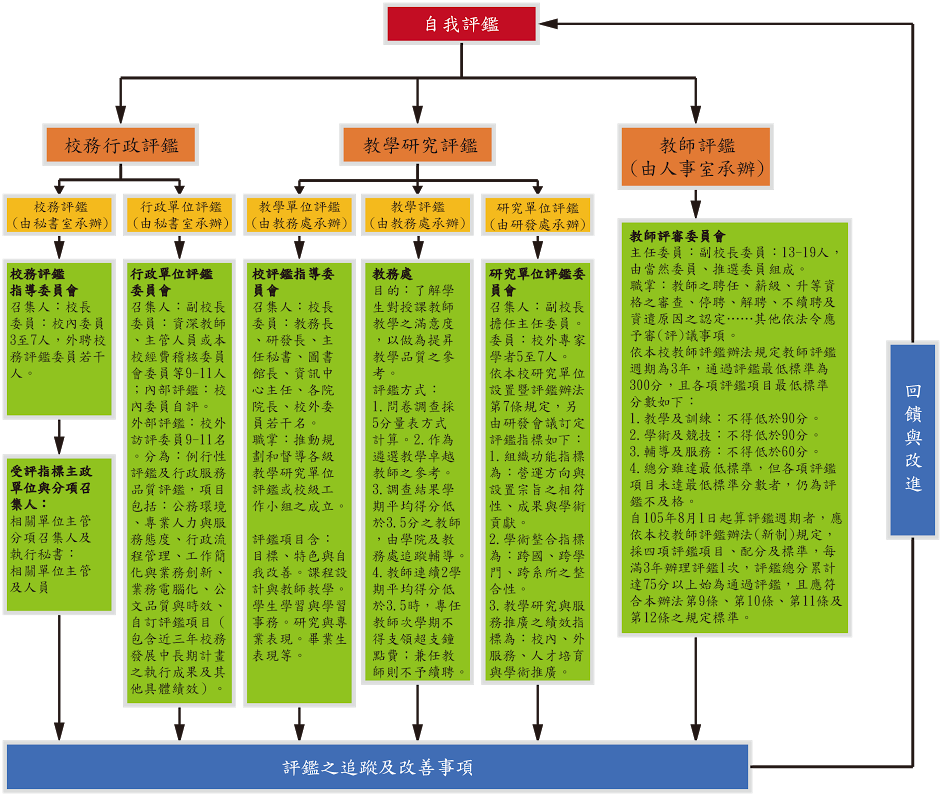 自我評鑑
校務行政評鑑
教學研究評鑑
教師評鑑
(由人事室承辦)
校務評鑑
(由秘書室承辦)
行政單位評鑑
(由秘書室承辦)
教學單位評鑑
(由教務處承辦)
教學評鑑
(由教務處承辦)
研究單位評鑑
(由研發處承辦)
校務評鑑
指導委員會
召集人：校長
委員：校內委員
3至7人、外聘校
務評鑑委員若干
人。
受評指標主政
單位與分項召
集人：
相關單位主管
分項召集人及
執行秘書：
相關單位主管
及人員
行政單位評鑑
委員會
召集人：副校長
委員：資深教師
、主管人員或本
校經費稽核委員
會委員等9-11人
；內部評鑑：校
內委員自評。
外部評鑑：校外
訪評委員9-11名
。分為：例行性
評鑑及行政服務
品質評鑑，項目
包括：公務環境
、專業人力與服
務態度、行政流
程管理、工作簡
化與業務創新、
業務電腦化、公
文品質與時效、
自訂評鑑項目（
包含近三年校務
發展中長期計畫
之執行成果及其
他具體績效）。
校評鑑指導委
員會
召集人：校長
委員：教務長
、研發長、主
任秘書、圖書
館長、資訊中
心主任、各院
院長、校外委
員若干名。
職掌：推動規
劃和督導各級
教學研究單位
評鑑或校級工
作小組之成立。
評鑑項目含：
目標、特色與自
我改善。課程設
計與教師教學。
學生學習與學習
事務。研究與專
業表現。畢業生
表現等。
教務處
目的：了解學
生對授課教師
教學之滿意度
，以做為提昇
教學品質之參
考。
評鑑方式：
1.問卷調查採
5分量表方式
計算。2.作為
遴選教學卓越
教師之參考。
3.調查結果學
期平均得分低
於3.5分之教師
，由學院及教
務處追蹤輔導。
4.教師連續2學
期平均得分低
於3.5時，專任
教師次學期不
得支領超支鐘
點費；兼任教
師則不予續聘。
研究單位評鑑委
員會
召集人：副校長
擔任主任委員。
委員：校外專家
學者5至7人。
依本校研究單位
設置暨評鑑辦法
第7條規定，另
由研發會議訂定
評鑑指標如下：
1.組織功能指標
為：營運方向與
設置宗旨之相符
性、成果與學術
貢獻。
2.學術整合指標
為：跨國、跨學
門、跨系所之整
合性。
3.教學研究與服
務推廣之績效指
標為：校內、外
服務、人才培育
與學術推廣。
教師評審委員會
主任委員：副校長委員：13-19人，
由當然委員、推選委員組成。
職掌：教師之聘任、薪級、升等資
格之審查、停聘、解聘、不續聘及
資遣原因之認定……其他依法令應
予審(評)議事項。
依本校教師評鑑辦法規定教師評鑑
週期為3年，通過評鑑最低標準為
300分，且各項評鑑項目最低標準
分數如下：
1.教學及訓練：不得低於90分。
2.學術及競技：不得低於90分。
3.輔導及服務：不得低於60分。
4.總分雖達最低標準，但各項評鑑
項目未達最低標準分數者，仍為評
鑑不及格。
自105年8月1日起算評鑑週期者，應
依本校教師評鑑辦法(新制)規定，
採四項評鑑項目、配分及標準，每
滿3年辦理評鑑1次，評鑑總分累計
達75分以上始為通過評鑑，且應符
合本辦法第9條、第10條、第11條及
第12條之規定標準。
回饋與改進
評鑑之追蹤及改善事項